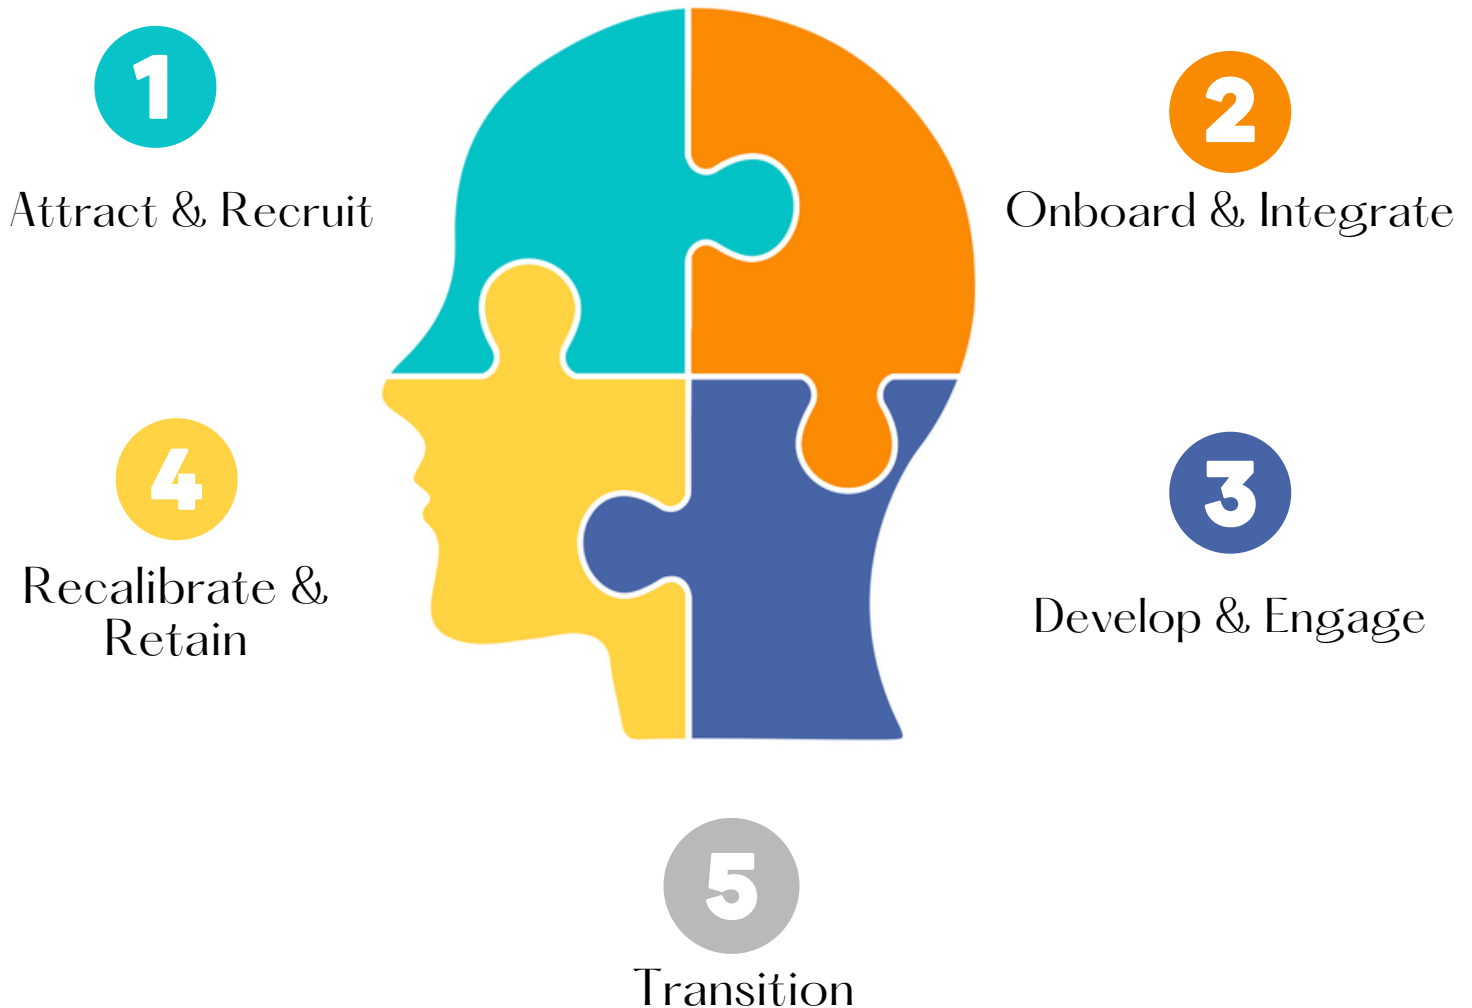 1
Attract & Recruit
2
Onboard & Integrate
3
Develop & Engage
4
Recalibrate &
Retain
5
Transition